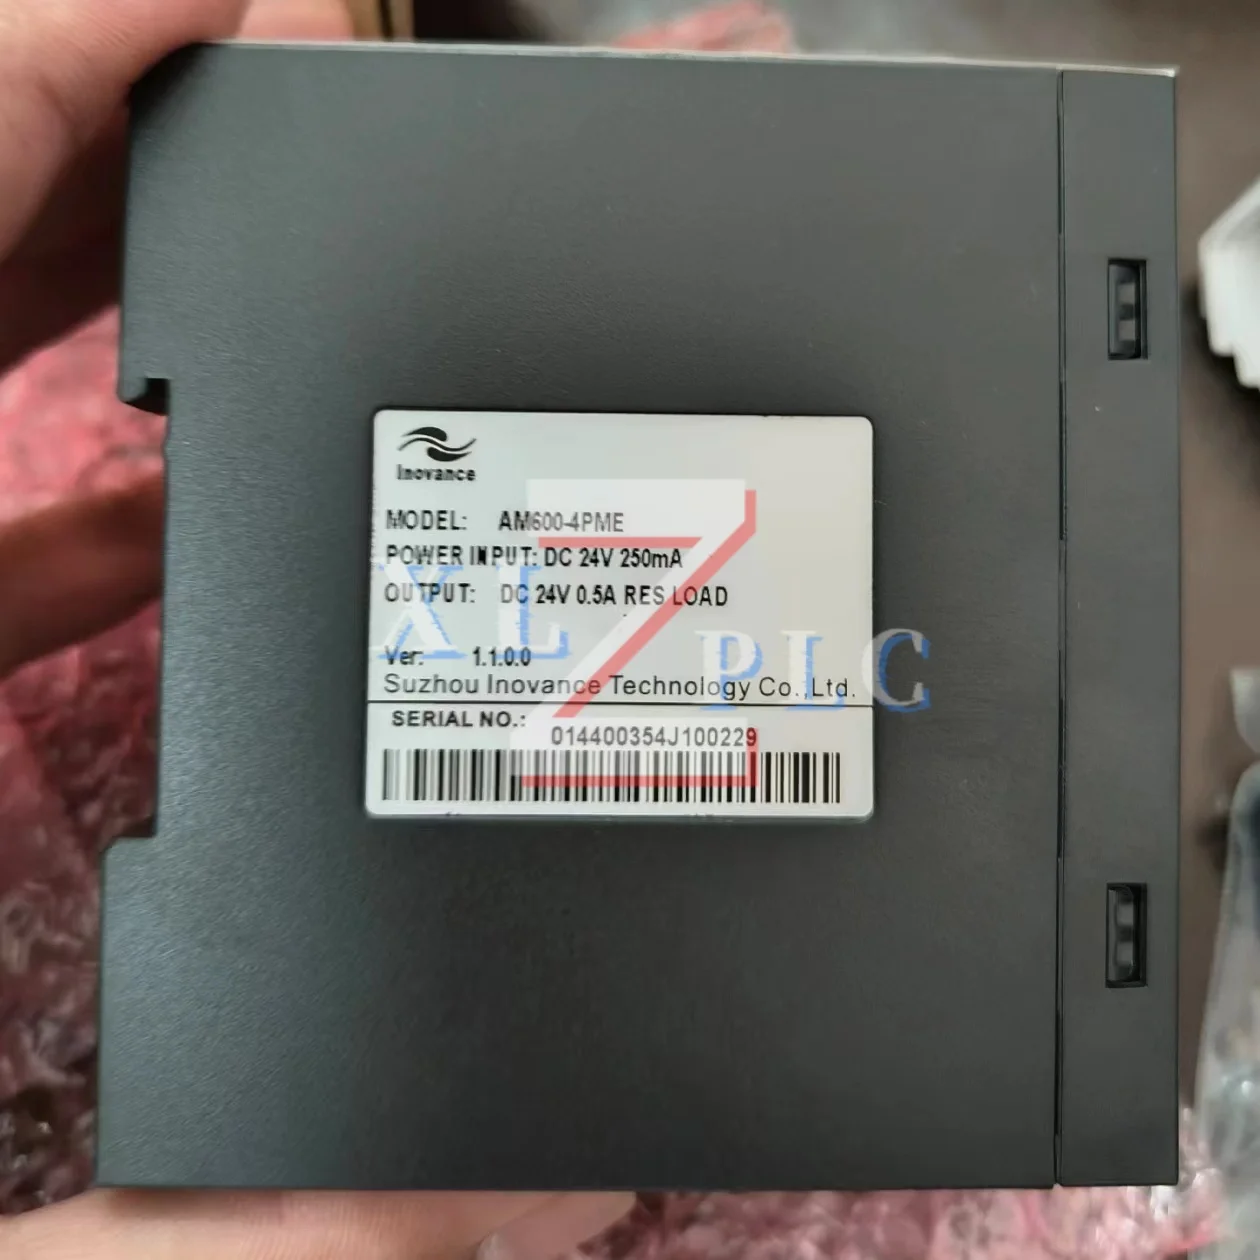 Inovance
MODEL: AM600-4PME
POWER INPUT: DC 24V 250mA
OUTPUT: DC 24V 0.5A RES LOAD
XLZ PLC
Ver: 1.1.0.0
Suzhou Inovance Technology Co.,Ltd.
SERIAL NO.: 014400354J100229